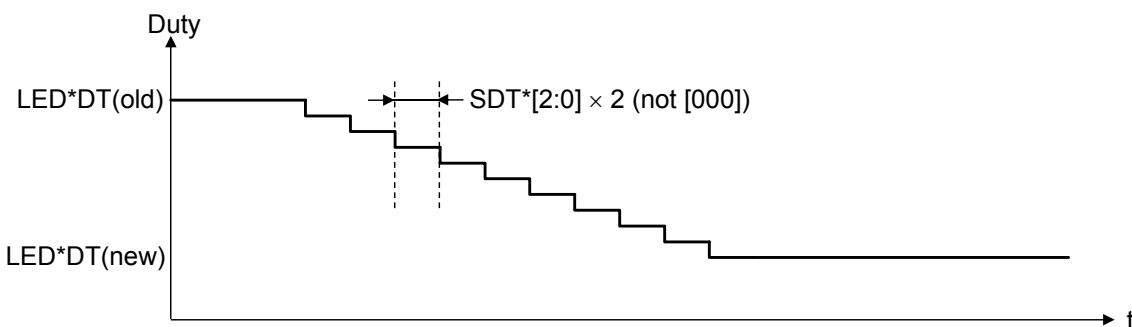 Duty
LED*DT(old)
SDT*[2:0] × 2 (not [000])
LED*DT(new)
t